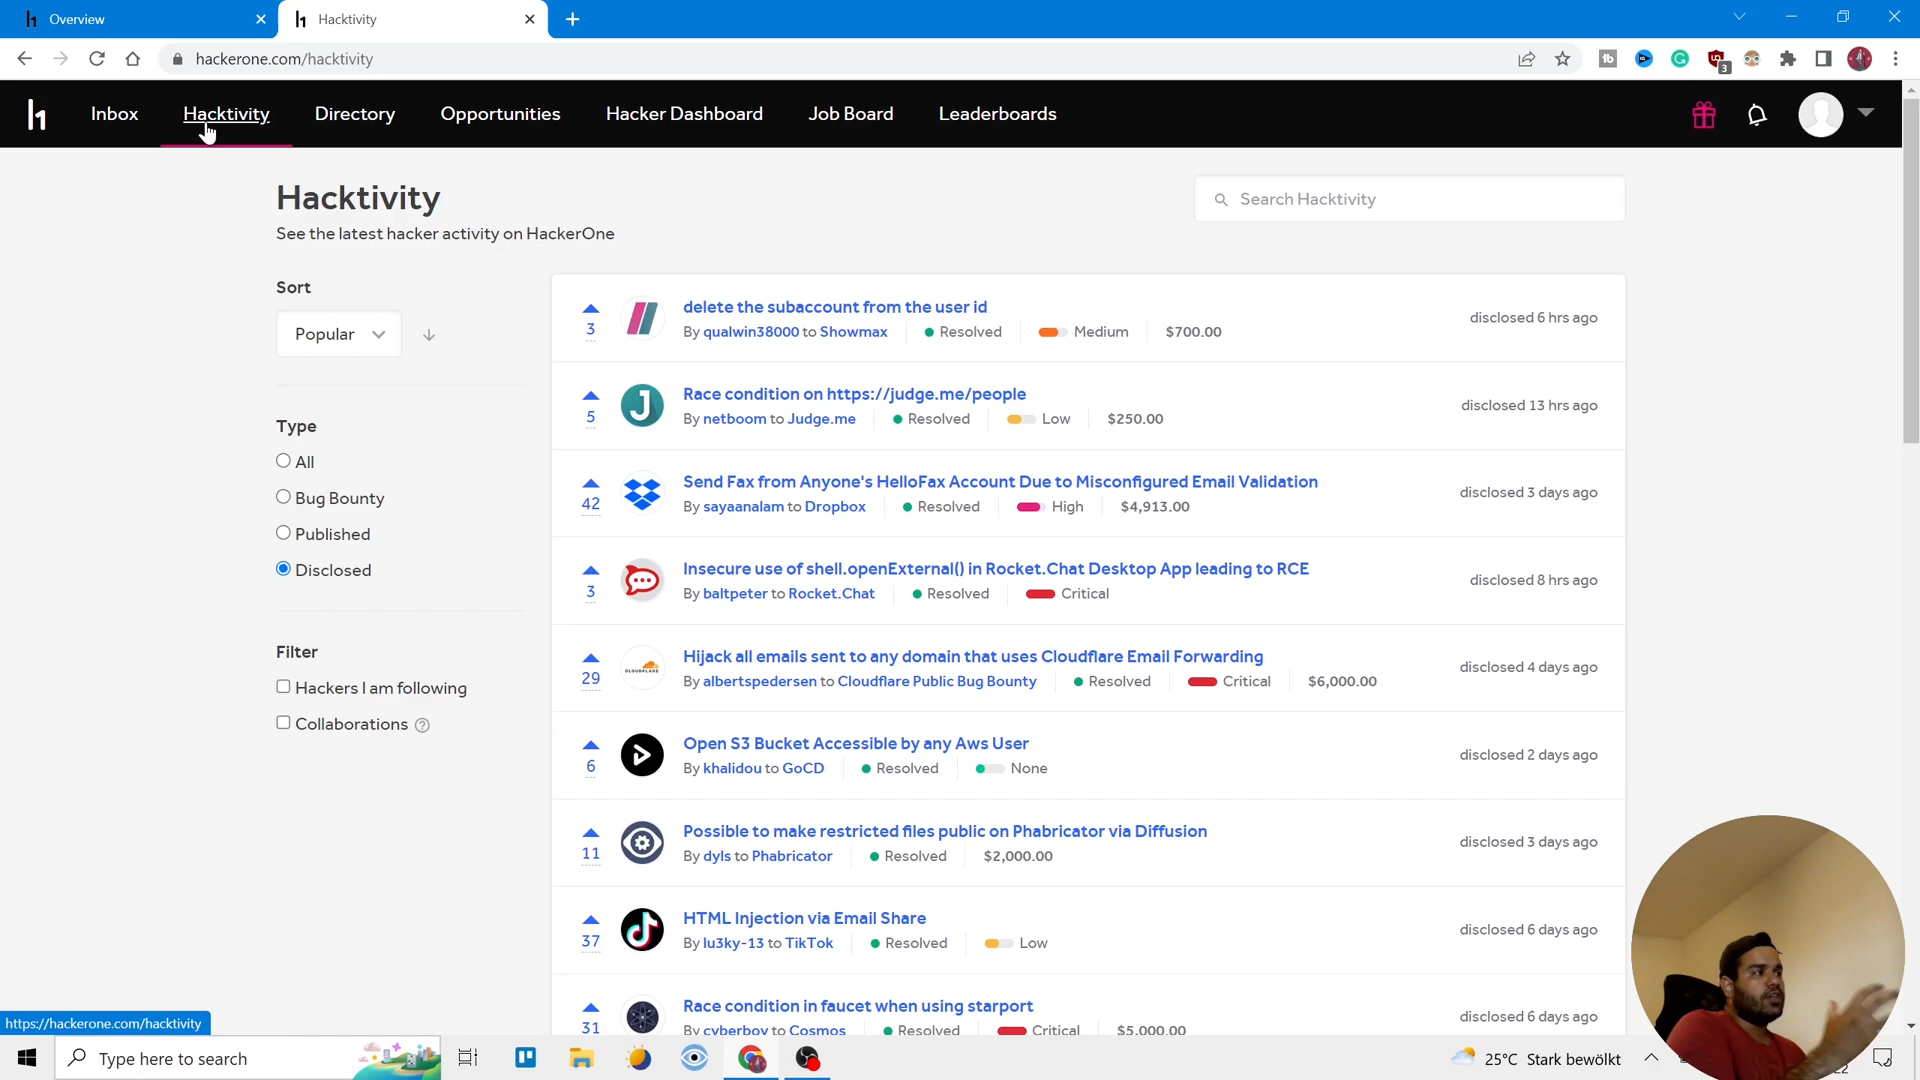 Overview
Hacktivity
hackerone.com/hacktivity
3
Inbox Hacktivity Directory Opportunities Hacker Dashboard Job Board Leaderboards
Hacktivity
See the latest hacker activity on HackerOne
Search Hacktivity
Sort
Popular
Type
All
Bug Bounty
Published
Disclosed
Filter
Hackers I am following
Collaborations
3
delete the subaccount from the user id
By qualwin38000 to Showmax Resolved Medium $700.00
disclosed 6 hrs ago
5
Race condition on https://judge.me/people
By netboom to Judge.me Resolved Low $250.00
disclosed 13 hrs ago
42
Send Fax from Anyone's HelloFax Account Due to Misconfigured Email Validation
By sayaanalam to Dropbox Resolved High $4,913.00
disclosed 3 days ago
3
Insecure use of shell.openExternal() in Rocket.Chat Desktop App leading to RCE
By baltpeter to Rocket.Chat Resolved Critical
disclosed 8 hrs ago
29
CLOUDFLARE
Hijack all emails sent to any domain that uses Cloudflare Email Forwarding
By albertspedersen to Cloudflare Public Bug Bounty Resolved Critical $6,000.00
disclosed 4 days ago
6
Open S3 Bucket Accessible by any Aws User
By khalidou to GoCD Resolved None
disclosed 2 days ago
11
Possible to make restricted files public on Phabricator via Diffusion
By dyls to Phabricator Resolved $2,000.00
disclosed 3 days ago
37
HTML Injection via Email Share
By lu3ky-13 to TikTok Resolved Low
disclosed 6 days ago
31
Race condition in faucet when using starport
By cyberboy to Cosmos Resolved Critical $5,000.00
disclosed 6 days ago
https://hackerone.com/hacktivity
Type here to search
25°C Stark bewölkt